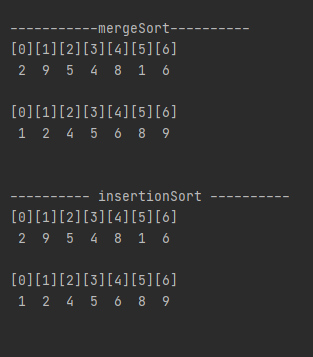 -----------mergeSort----------
[0][1][2][3][4][5][6]
2 9 5 4 8 1 6
[0][1][2][3][4][5][6]
1 2 4 5 6 8 9
---------- insertionSort ----------
[0][1][2][3][4][5][6]
2 9 5 4 8 1 6
[0][1][2][3][4][5][6]
1 2 4 5 6 8 9